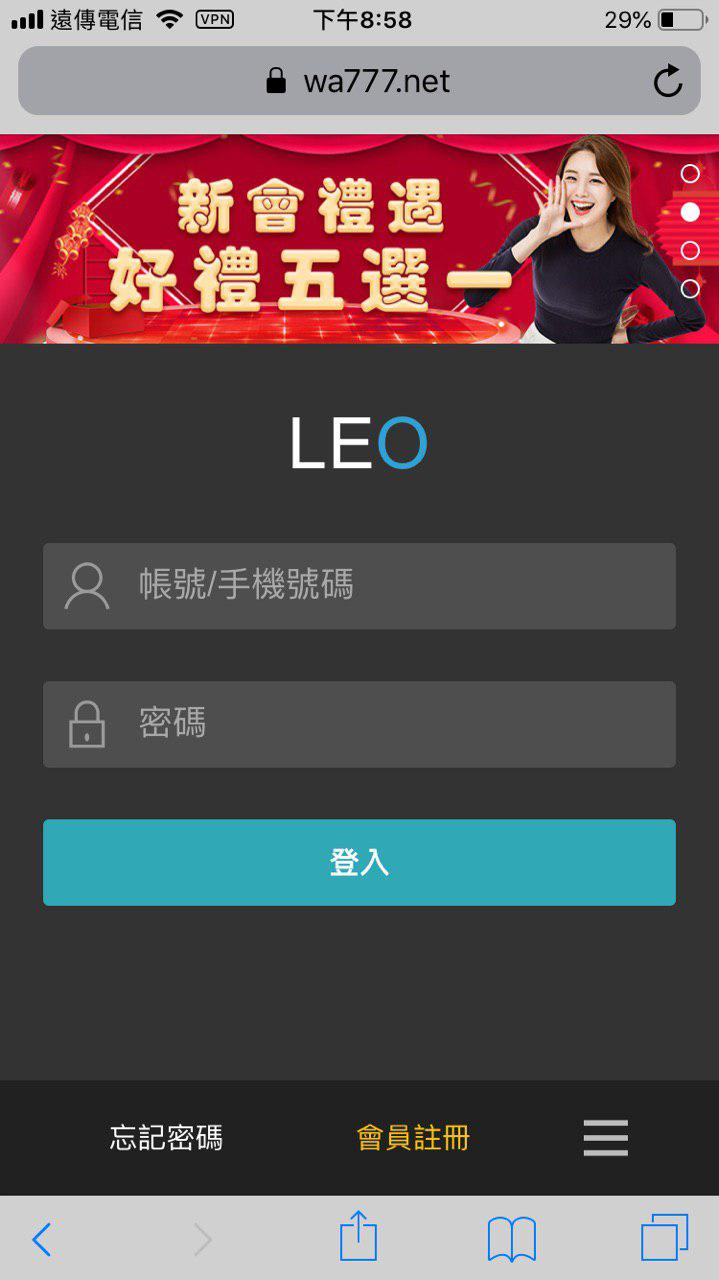 遠傳電信 VPN 下午8:58 29%
wa777.net
新會禮遇
好禮五選一
LEO
帳號/手機號碼
密碼
登入
忘記密碼 會員註冊